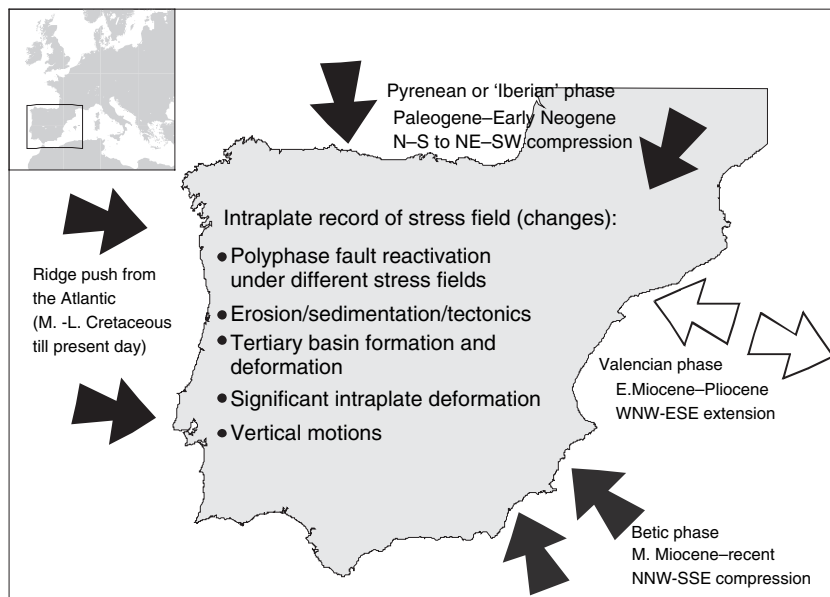 Pyrenean or 'Iberian' phase
Paleogene–Early Neogene
N–S to NE–SW compression
Intraplate record of stress field (changes):
• Polyphase fault reactivation
under different stress fields
• Erosion/sedimentation/tectonics
• Tertiary basin formation and
deformation
• Significant intraplate deformation
• Vertical motions
Ridge push from
the Atlantic
(M. -L. Cretaceous
till present day)
Valencian phase
E.Miocene–Pliocene
WNW-ESE extension
Betic phase
M. Miocene–recent
NNW-SSE compression